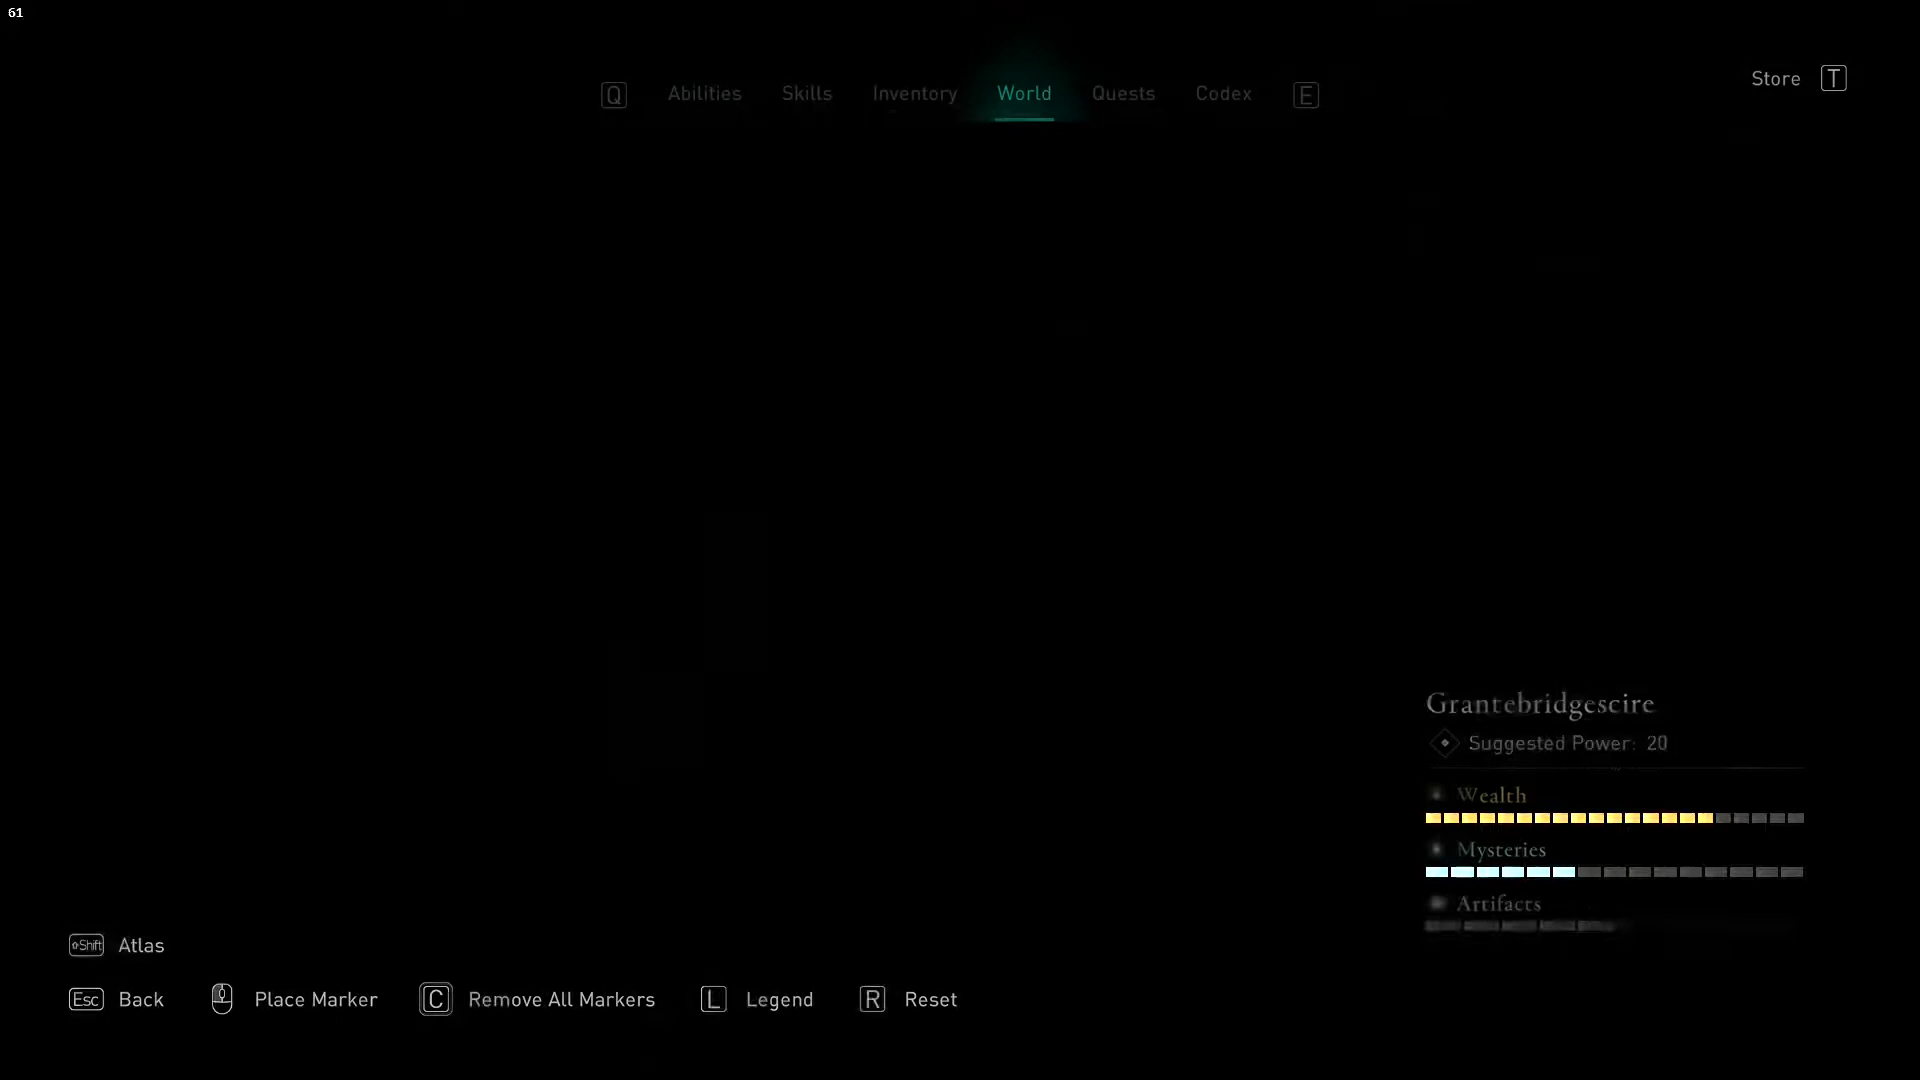 61
Q Abilities Skills Inventory World Quests Codex E
Store T
Grantebridgescire
Suggested Power: 20
Wealth
Mysteries
Artifacts
Shift Atlas
Esc Back Place Marker C Remove All Markers L Legend R Reset